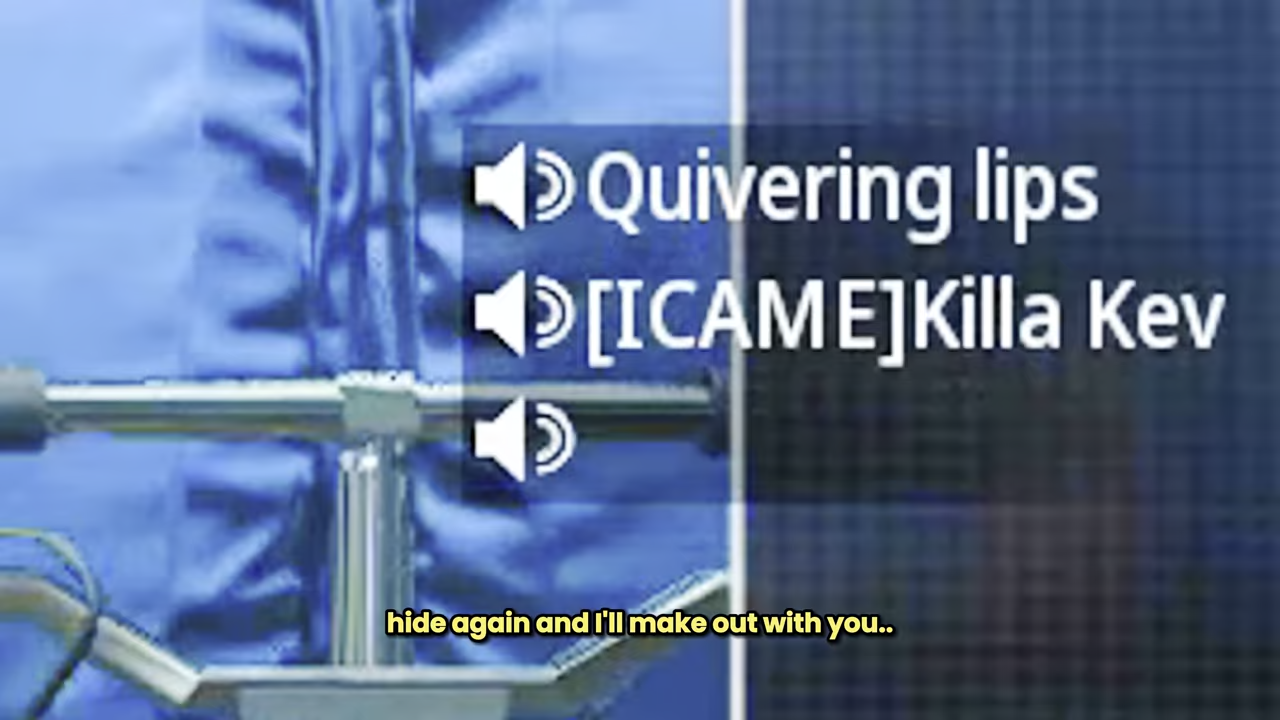 Quivering lips
[ICAME]Killa Kev
hide again and I'll make out with you..